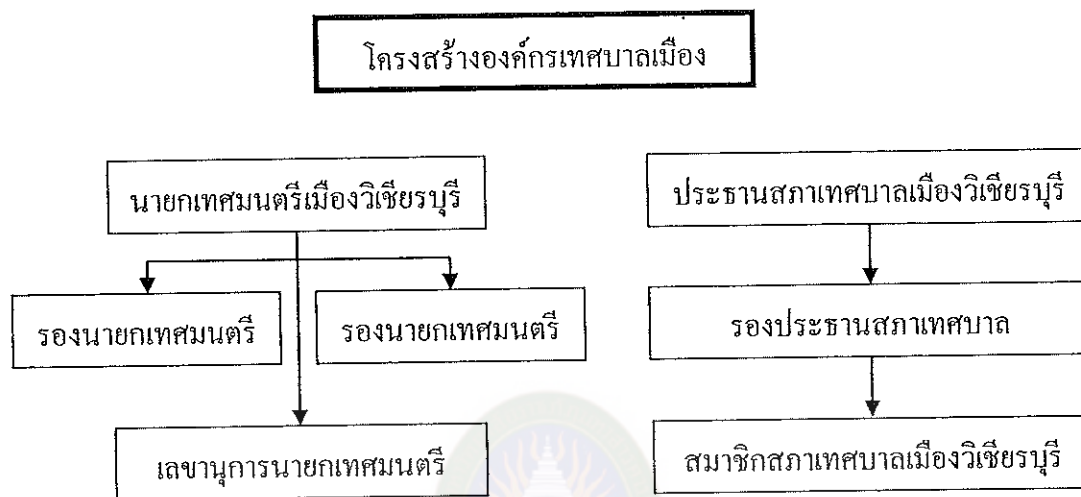 โครงสร้างองค์กรเทศบาลเมือง
นายกเทศมนตรีเมืองวิเชียรบุรี
ประธานสภาเทศบาลเมืองวิเชียรบุรี
รองนายกเทศมนตรี
รองนายกเทศมนตรี
รองประธานสภาเทศบาล
เลขานุการนายกเทศมนตรี
สมาชิกสภาเทศบาลเมืองวิเชียรบุรี